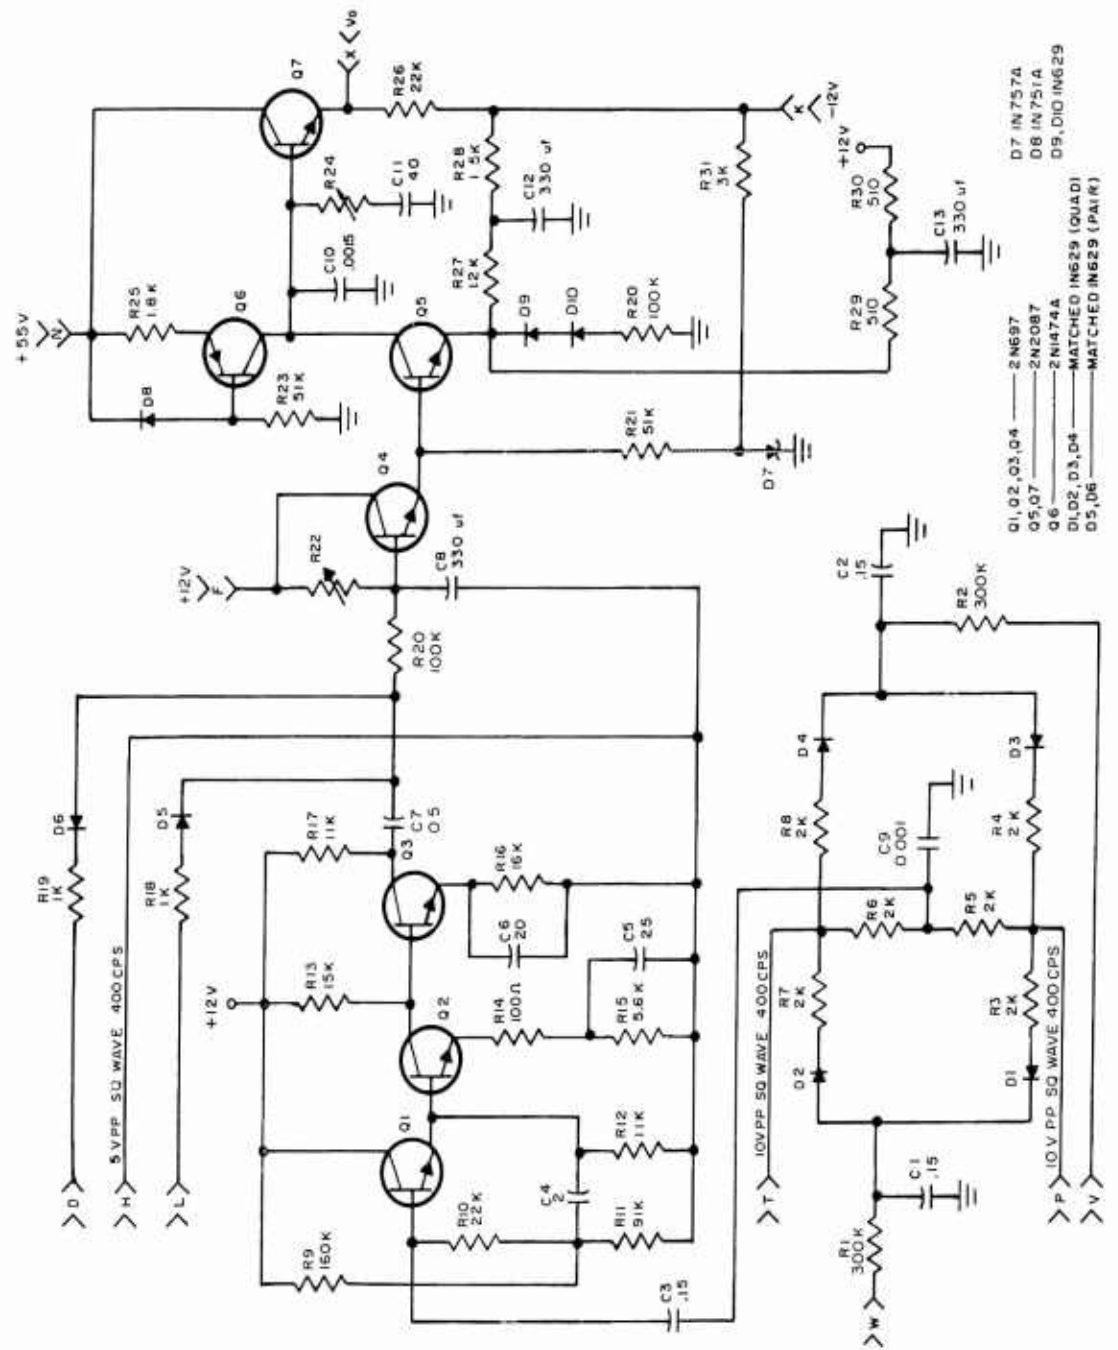 +55V
N
R25
1.8K
D8
Q6
R23
51K
C10
.0015
R24
C11
40
Q7
X
Vo
R26
22K
R28
1.5K
C12
330 uf
R27
12K
D9
D10
R20
100K
Q5
R31
3K
K
-12V
+12V
R30
510
C13
330 uf
R29
510
R21
51K
D7
+12V
F
R22
Q4
C8
330 uf
R20
100K
D7 IN757A
D8 IN751A
D9, D10 IN629
Q1, Q2, Q3, Q4 — 2N697
Q5, Q7 — 2N2087
Q6 — 2N1474A
D1, D2, D3, D4 — MATCHED IN629 (QUAD)
D5, D6 — MATCHED IN629 (PAIR)
D6
R19
1K
D
5 VPP SQ WAVE 400 CPS
H
D5
R18
1K
L
R17
11K
C7
0.5
Q3
R16
16K
C6
20
+12V
R13
15K
Q2
R14
100Ω
C5
25
R15
5.6K
Q1
R12
11K
C4
2
R10
22K
R11
91K
R9
160K
C3
.15
C2
.15
R2
300K
D4
D3
R8
2K
R4
2K
C9
0.001
R6
2K
R5
2K
R7
2K
R3
2K
D2
D1
10VPP SQ WAVE 400 CPS
T
10 V PP SQ WAVE 400 CPS
P
V
C1
.15
R1
300K
W